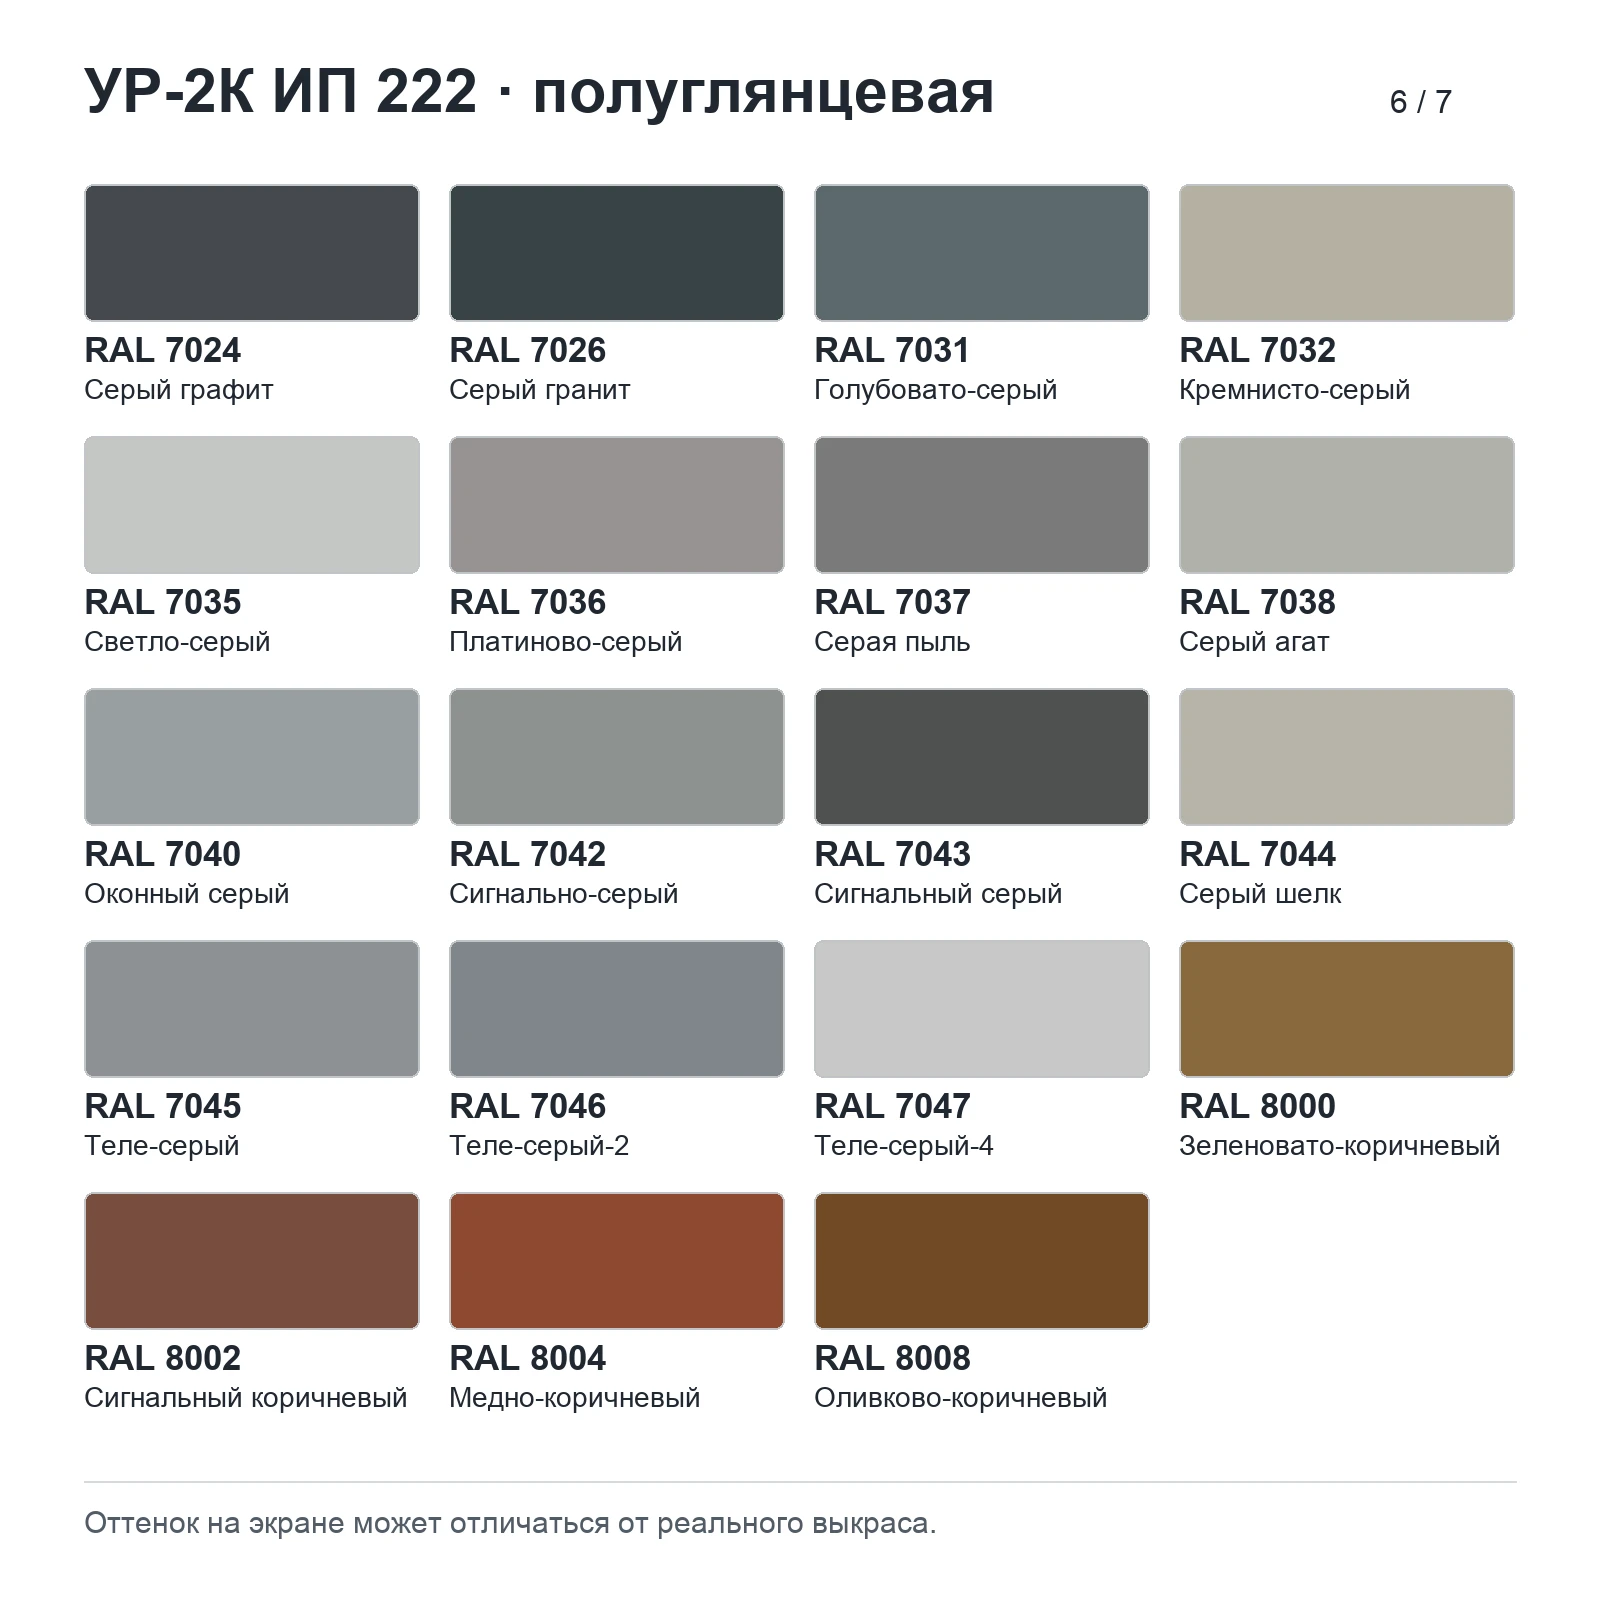 УР-2К ИП 222 · полуглянцевая
6 / 7
RAL 7024
Серый графит
RAL 7026
Серый гранит
RAL 7031
Голубовато-серый
RAL 7032
Кремнисто-серый
RAL 7035
Светло-серый
RAL 7036
Платиново-серый
RAL 7037
Серая пыль
RAL 7038
Серый агат
RAL 7040
Оконный серый
RAL 7042
Сигнально-серый
RAL 7043
Сигнальный серый
RAL 7044
Серый шелк
RAL 7045
Теле-серый
RAL 7046
Теле-серый-2
RAL 7047
Теле-серый-4
RAL 8000
Зеленовато-коричневый
RAL 8002
Сигнальный коричневый
RAL 8004
Медно-коричневый
RAL 8008
Оливково-коричневый
Оттенок на экране может отличаться от реального выкраса.